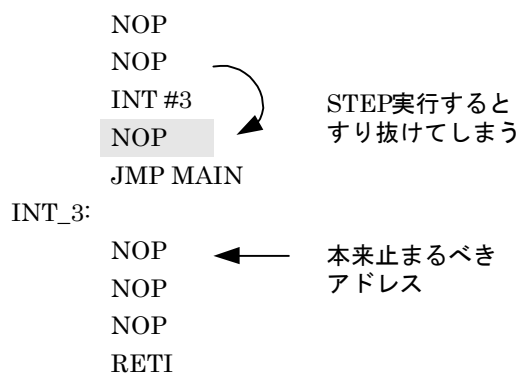 NOP
NOP
INT #3
NOP
JMP MAIN
STEP実行すると
すり抜けてしまう
INT_3:
NOP
NOP
NOP
RETI
本来止まるべき
アドレス